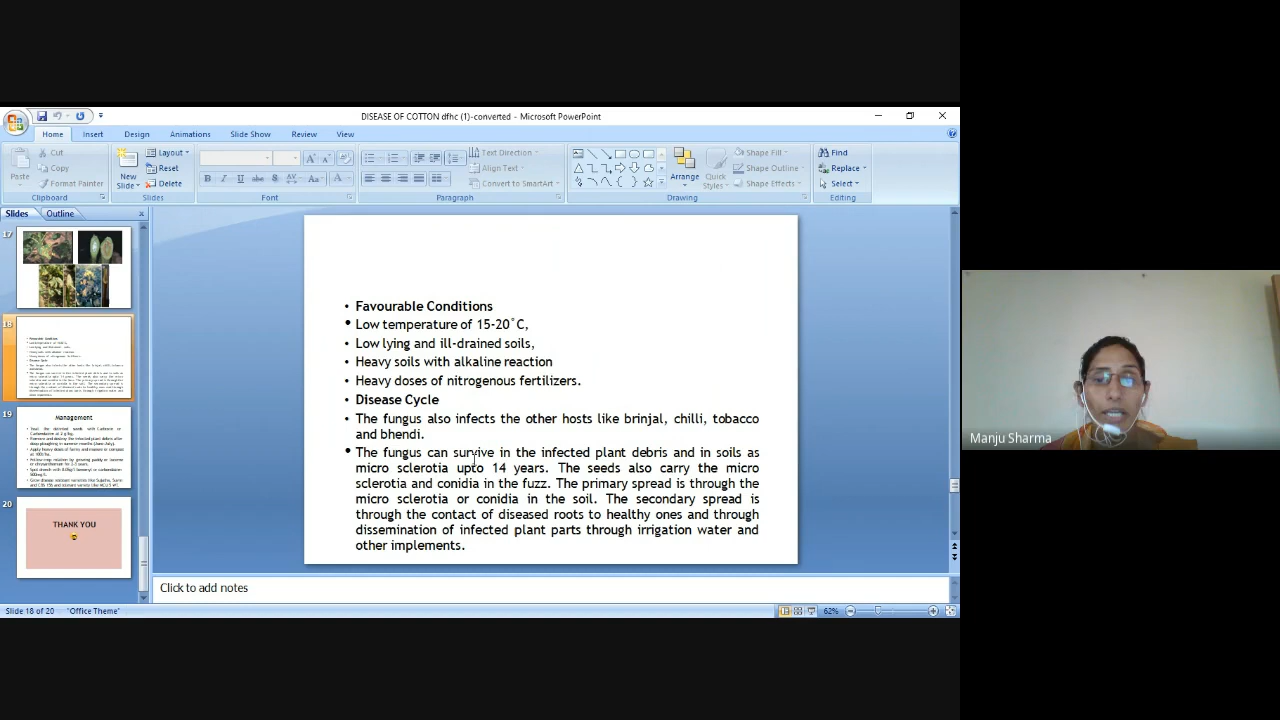 DISEASE OF COTTON dfhc (1)-converted - Microsoft PowerPoint
Home Insert Design Animations Slide Show Review View
Paste
Cut
Copy
Format Painter
Clipboard
New
Slide
Layout
Reset
Delete
Slides
B I U abc S AV Aa A
Font
Text Direction
Align Text
Convert to SmartArt
Paragraph
Arrange
Quick
Styles
Shape Fill
Shape Outline
Shape Effects
Drawing
Find
Replace
Select
Editing
Slides Outline
17
18
19
Management
20
THANK YOU
• Favourable Conditions
• Low temperature of 15-20˚C,
• Low lying and ill-drained soils,
• Heavy soils with alkaline reaction
• Heavy doses of nitrogenous fertilizers.
• Disease Cycle
• The fungus also infects the other hosts like brinjal, chilli, tobacco
and bhendi.
• The fungus can survive in the infected plant debris and in soils as
micro sclerotia upto 14 years. The seeds also carry the micro
sclerotia and conidia in the fuzz. The primary spread is through the
micro sclerotia or conidia in the soil. The secondary spread is
through the contact of diseased roots to healthy ones and through
dissemination of infected plant parts through irrigation water and
other implements.
Click to add notes
Slide 18 of 20 "Office Theme" 62%
Manju Sharma